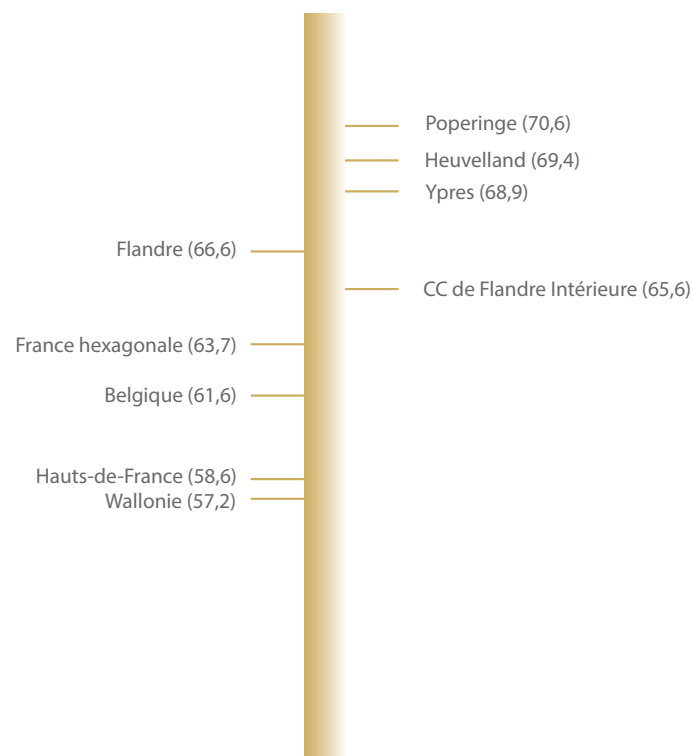 Poperinge (70,6)
Heuvelland (69,4)
Ypres (68,9)
Flandre (66,6)
CC de Flandre Intérieure (65,6)
France hexagonale (63,7)
Belgique (61,6)
Hauts-de-France (58,6)
Wallonie (57,2)